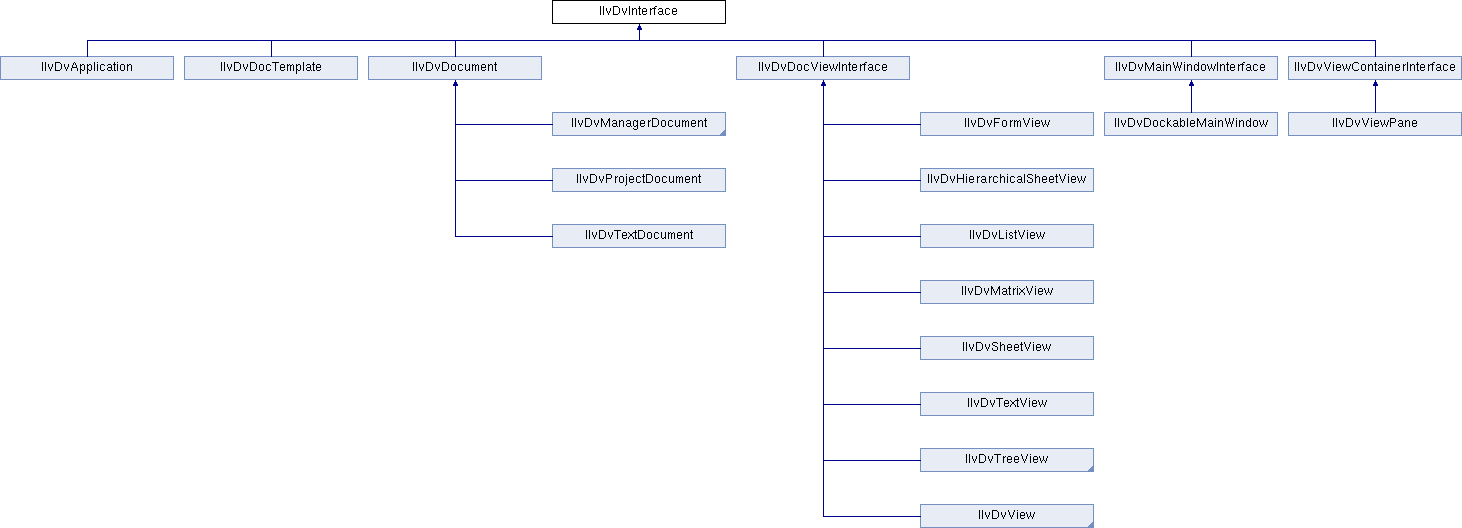 IlvDvInterface
IlvDvApplication
IlvDvDocTemplate
IlvDvDocument
IlvDvDocViewInterface
IlvDvMainWindowInterface
IlvDvViewContainerInterface
IlvDvManagerDocument
IlvDvFormView
IlvDvDockableMainWindow
IlvDvViewPane
IlvDvProjectDocument
IlvDvHierarchicalSheetView
IlvDvTextDocument
IlvDvListView
IlvDvMatrixView
IlvDvSheetView
IlvDvTextView
IlvDvTreeView
IlvDvView